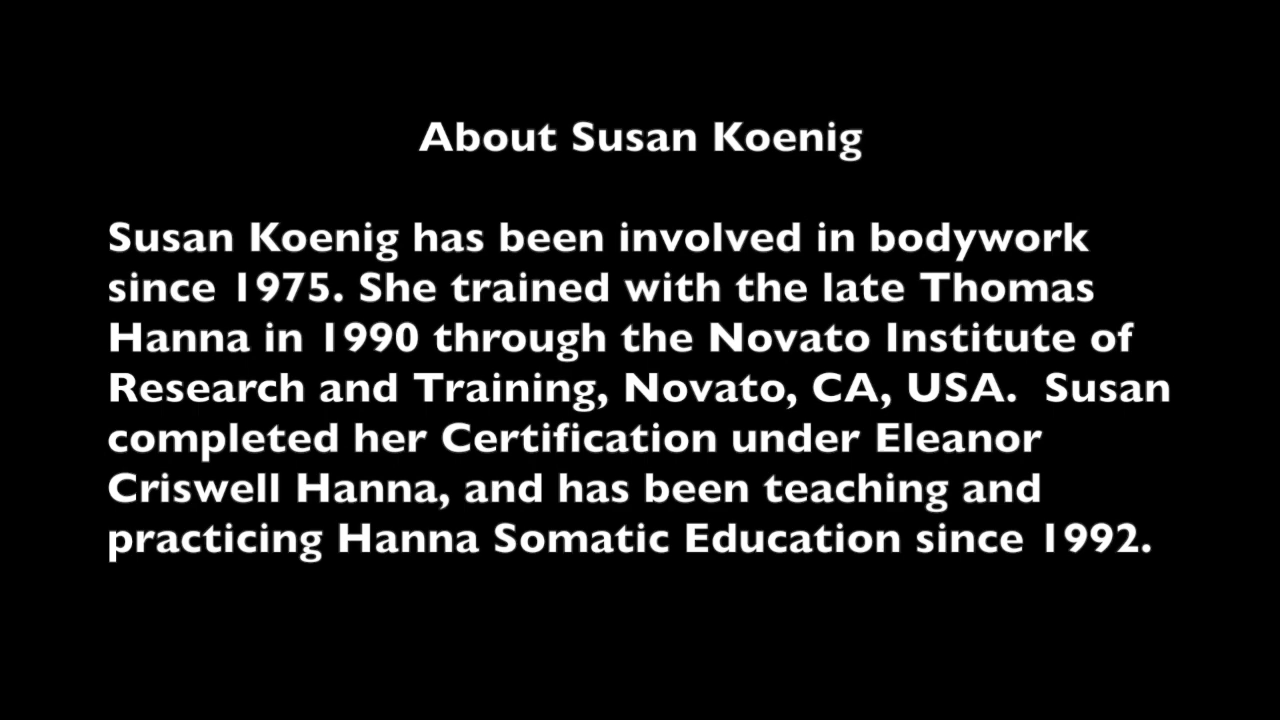 About Susan Koenig
Susan Koenig has been involved in bodywork
since 1975. She trained with the late Thomas
Hanna in 1990 through the Novato Institute of
Research and Training, Novato, CA, USA.  Susan
completed her Certification under Eleanor
Criswell Hanna, and has been teaching and
practicing Hanna Somatic Education since 1992.